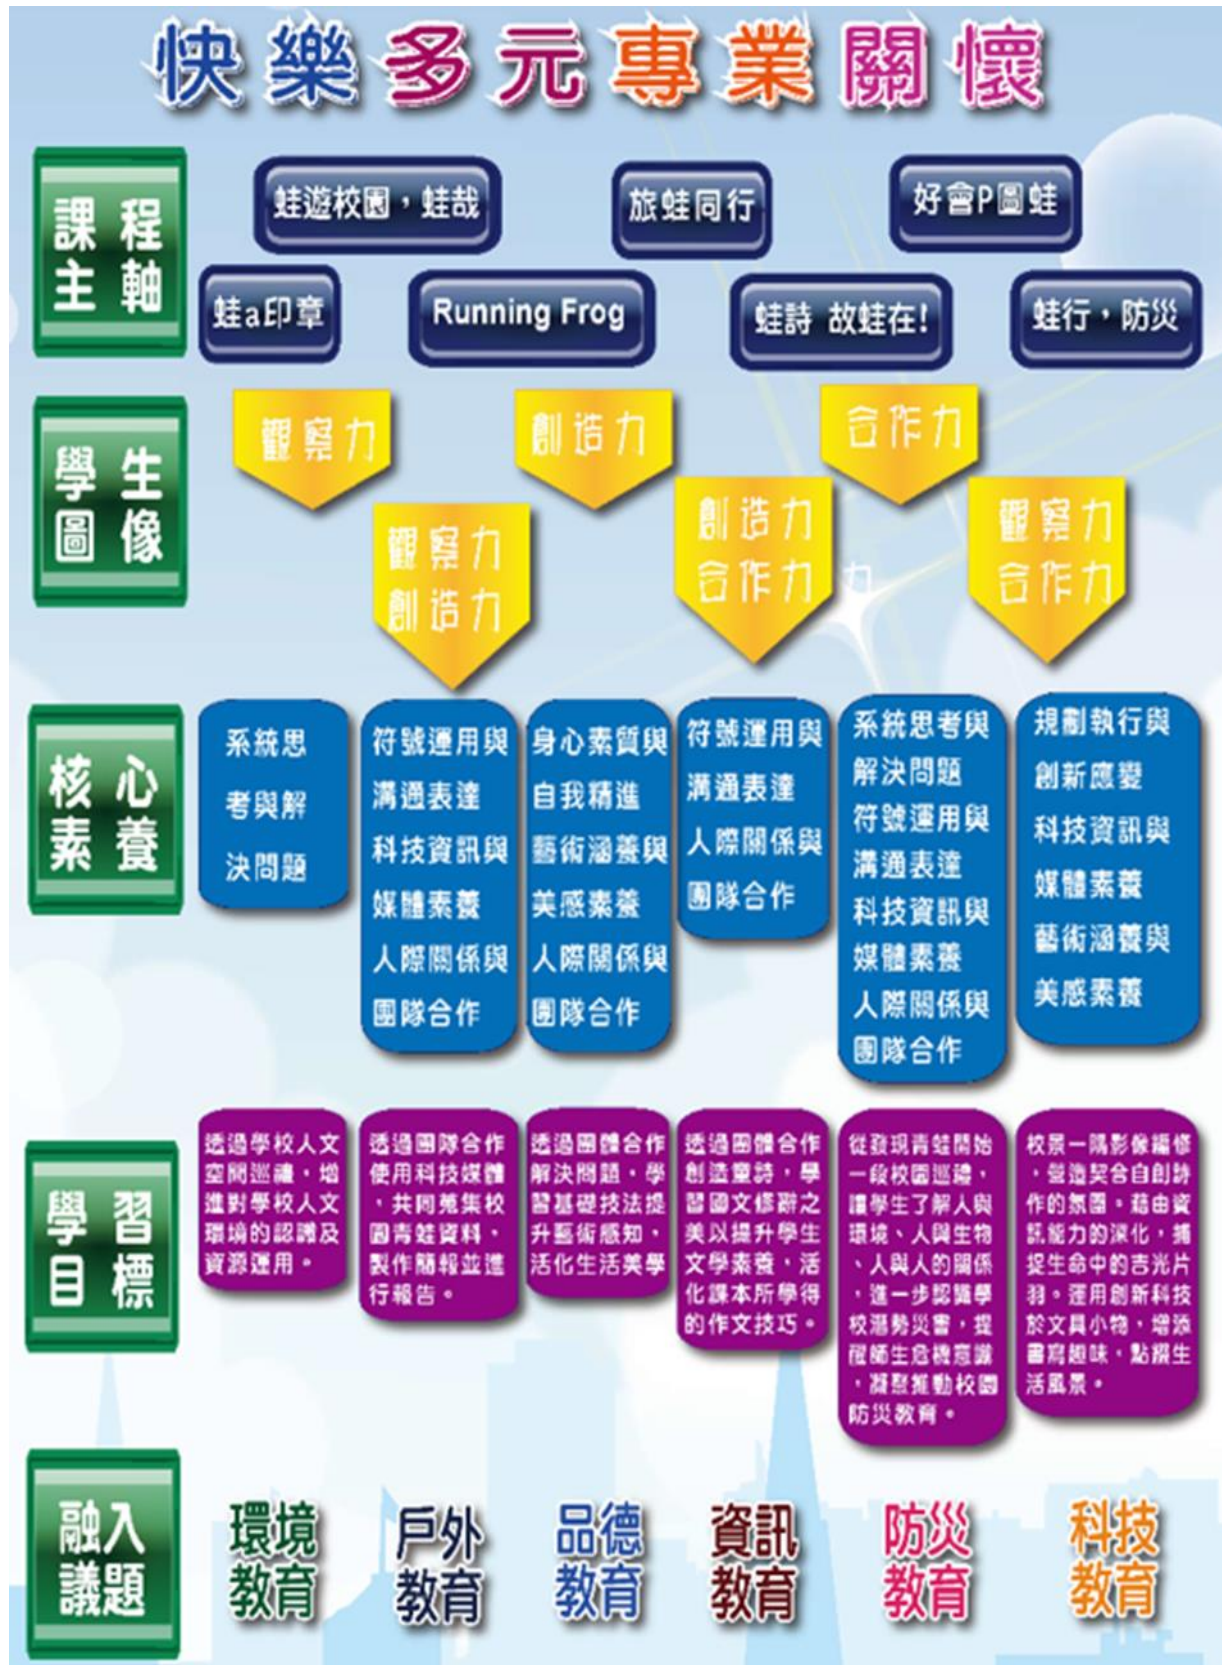 快樂多元專業關懷
課程
主軸
蛙遊校園，蛙哉
旅蛙同行
好會P圖蛙
蛙a印章
Running Frog
蛙詩 故蛙在!
蛙行，防災
學生
圖像
觀察力
創造力
合作力
觀察力
創造力
創造力
合作力
力
觀察力
合作力
核心
素養
系統思
考與解
決問題
符號運用與
溝通表達
科技資訊與
媒體素養
人際關係與
團隊合作
身心素質與
自我精進
藝術涵養與
美感素養
人際關係與
團隊合作
符號運用與
溝通表達
人際關係與
團隊合作
系統思考與
解決問題
符號運用與
溝通表達
科技資訊與
媒體素養
人際關係與
團隊合作
規劃執行與
創新應變
科技資訊與
媒體素養
藝術涵養與
美感素養
學習
目標
透過學校人文
空間巡禮，增
進對學校人文
環境的認識及
資源運用。
透過團隊合作
使用科技媒體
，共同蒐集校
園青蛙資料，
製作簡報並進
行報告。
透過團體合作
解決問題，學
習基礎技法提
升藝術感知，
活化生活美學
透過團體合作
創造童詩，學
習國文修辭之
美以提升學生
文學素養，活
化課本所學得
的作文技巧。
從發現青蛙開始
一段校園巡禮，
讓學生了解人與
環境、人與生物
、人與人的關係
，進一步認識學
校潛勢災害，提
醒師生危機意識
，凝聚推動校園
防災教育。
校景一隅影像編修
，營造契合自創詩
作的氛圍。藉由資
訊能力的深化，捕
捉生命中的吉光片
羽。運用創新科技
於文具小物，增添
書寫趣味，點綴生
活風景。
融入
議題
環境
教育
戶外
教育
品德
教育
資訊
教育
防災
教育
科技
教育